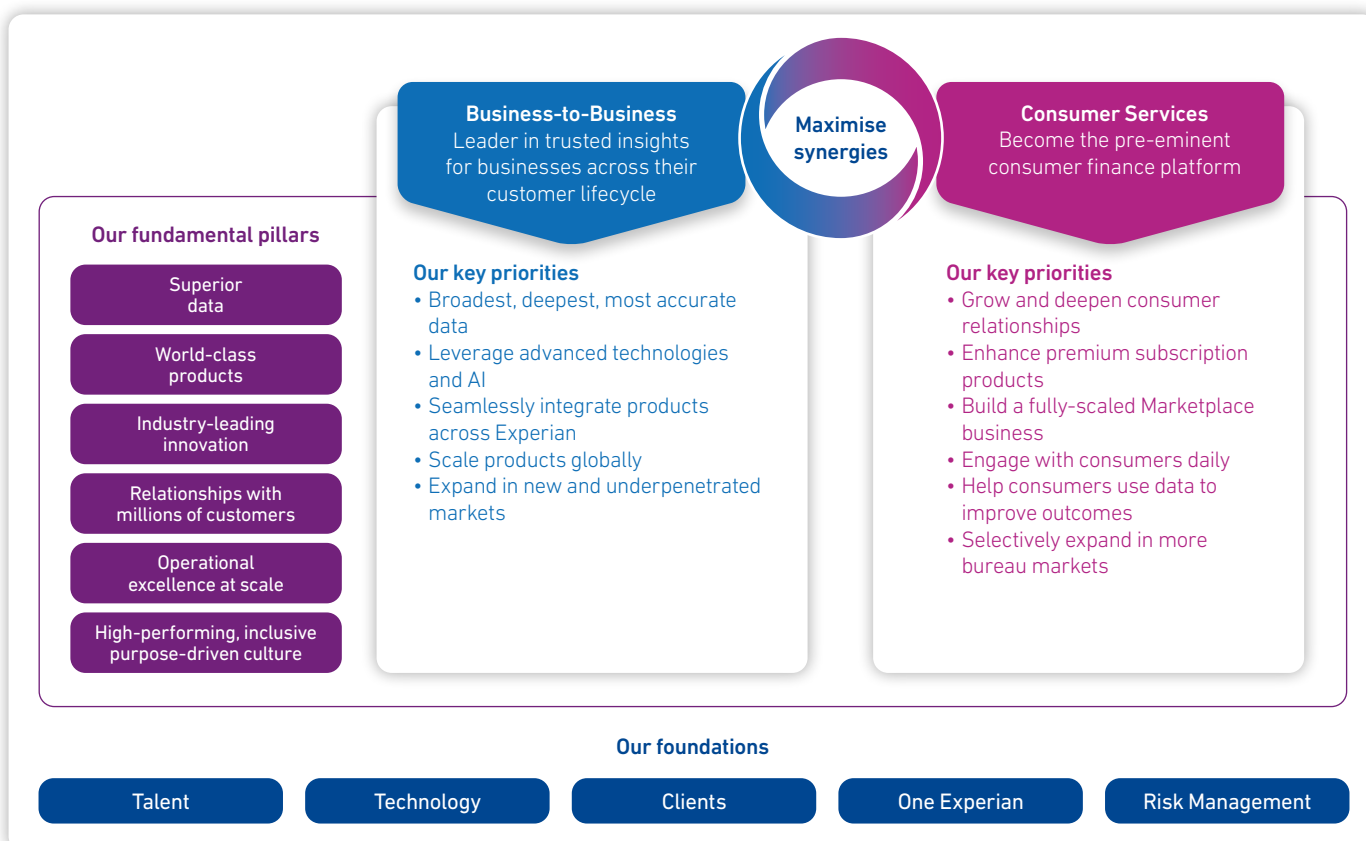 Business-to-Business
Leader in trusted insights
for businesses across their
customer lifecycle
Maximise
synergies
Consumer Services
Become the pre-eminent
consumer finance platform
Our fundamental pillars
Superior
data
World-class
products
Industry-leading
innovation
Relationships with
millions of customers
Operational
excellence at scale
High-performing, inclusive
purpose-driven culture
Our key priorities
• Broadest, deepest, most accurate
data
• Leverage advanced technologies
and AI
• Seamlessly integrate products
across Experian
• Scale products globally
• Expand in new and underpenetrated
markets
Our key priorities
• Grow and deepen consumer
relationships
• Enhance premium subscription
products
• Build a fully-scaled Marketplace
business
• Engage with consumers daily
• Help consumers use data to
improve outcomes
• Selectively expand in more
bureau markets
Our foundations
Talent
Technology
Clients
One Experian
Risk Management